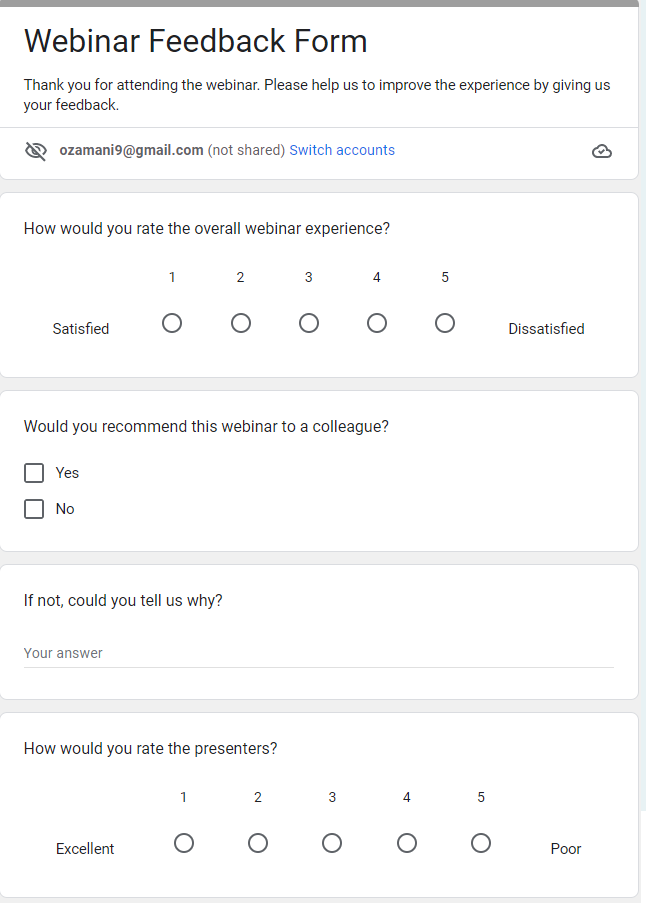 Webinar Feedback Form
Thank you for attending the webinar. Please help us to improve the experience by giving us
your feedback.
ozamani9@gmail.com (not shared) Switch accounts
How would you rate the overall webinar experience?
1 2 3 4 5
Satisfied Dissatisfied
Would you recommend this webinar to a colleague?
Yes
No
If not, could you tell us why?
Your answer
How would you rate the presenters?
1 2 3 4 5
Excellent Poor